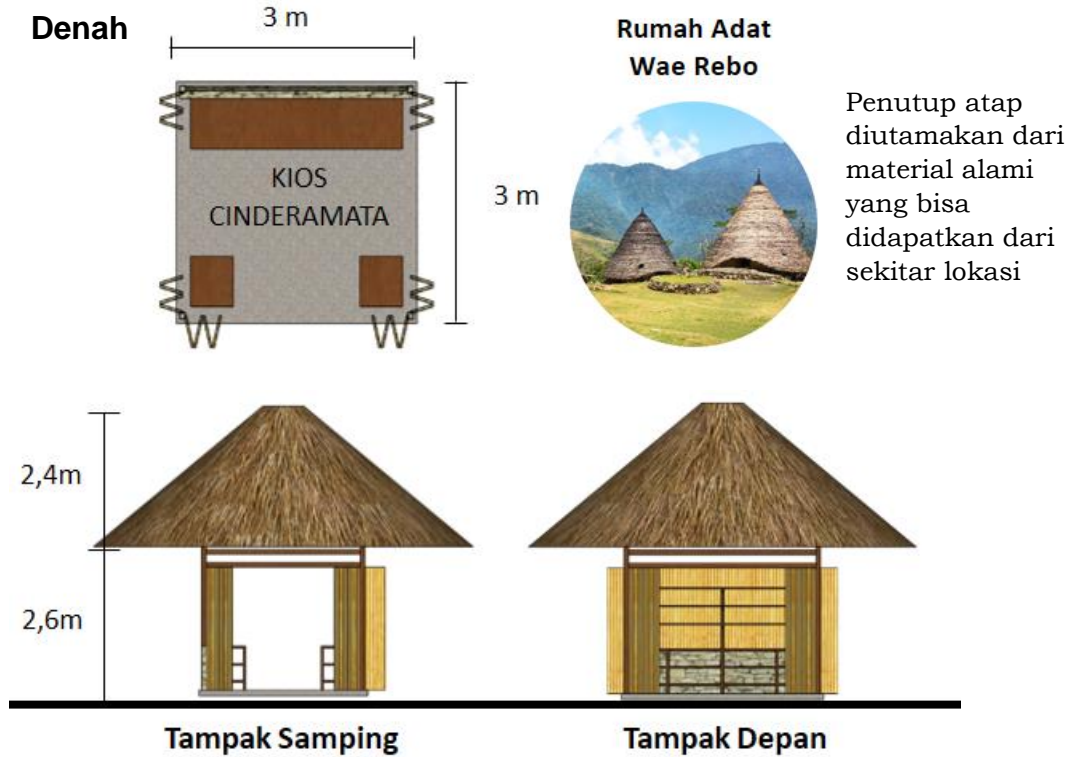 Denah
3 m
Rumah Adat
Wae Rebo
Penutup atap
diutamakan dari
material alami
yang bisa
didapatkan dari
sekitar lokasi
KIOS
CINDERAMATA
3 m
2,4m
2,6m
Tampak Samping
Tampak Depan